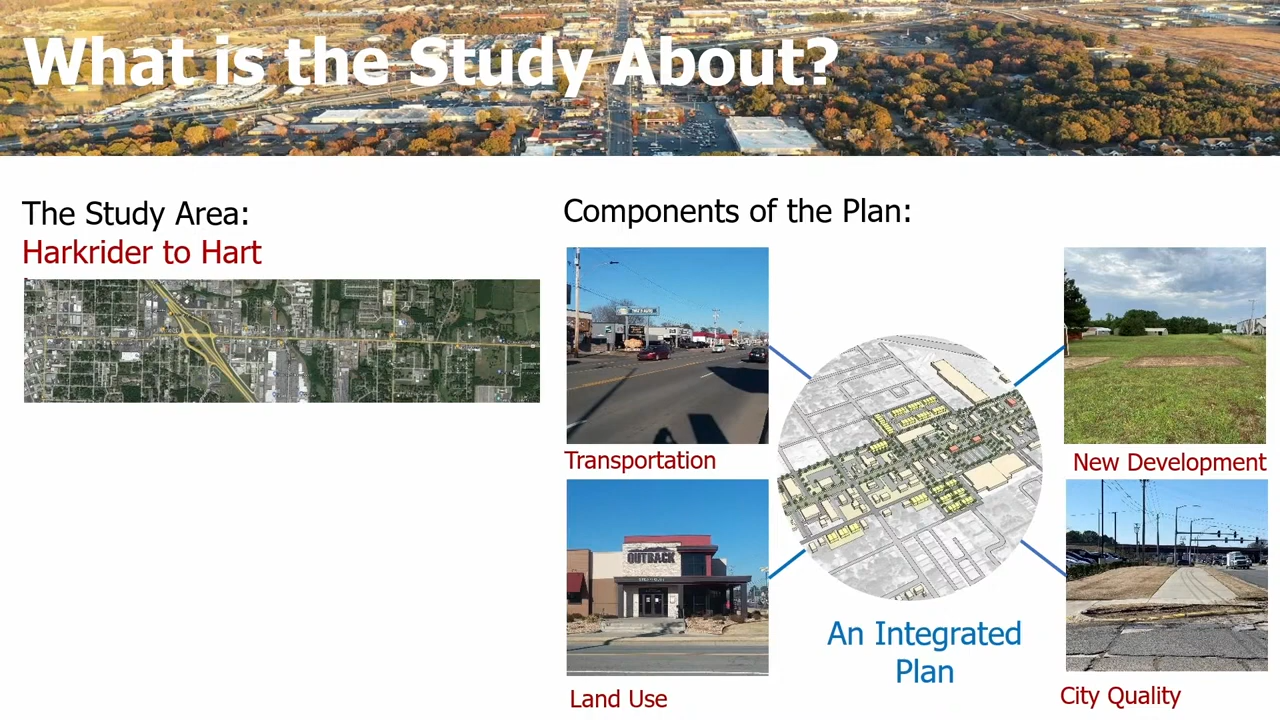 What is the Study About?
The Study Area:
Harkrider to Hart
Components of the Plan:
Transportation
New Development
OUTBACK
An Integrated
Plan
Land Use
City Quality